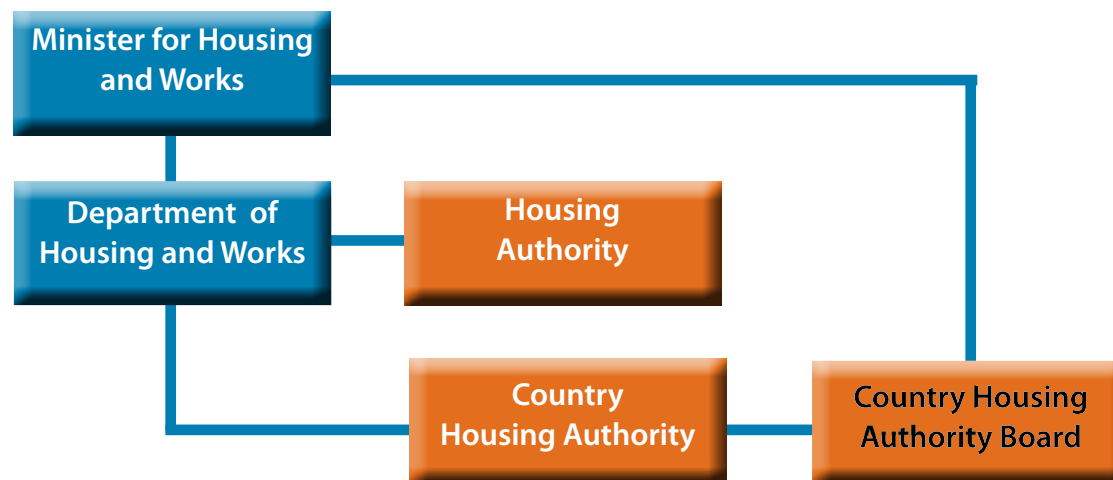 Minister for Housing
and Works
Department of
Housing and Works
Housing
Authority
Country
Housing Authority
Country Housing
Authority Board